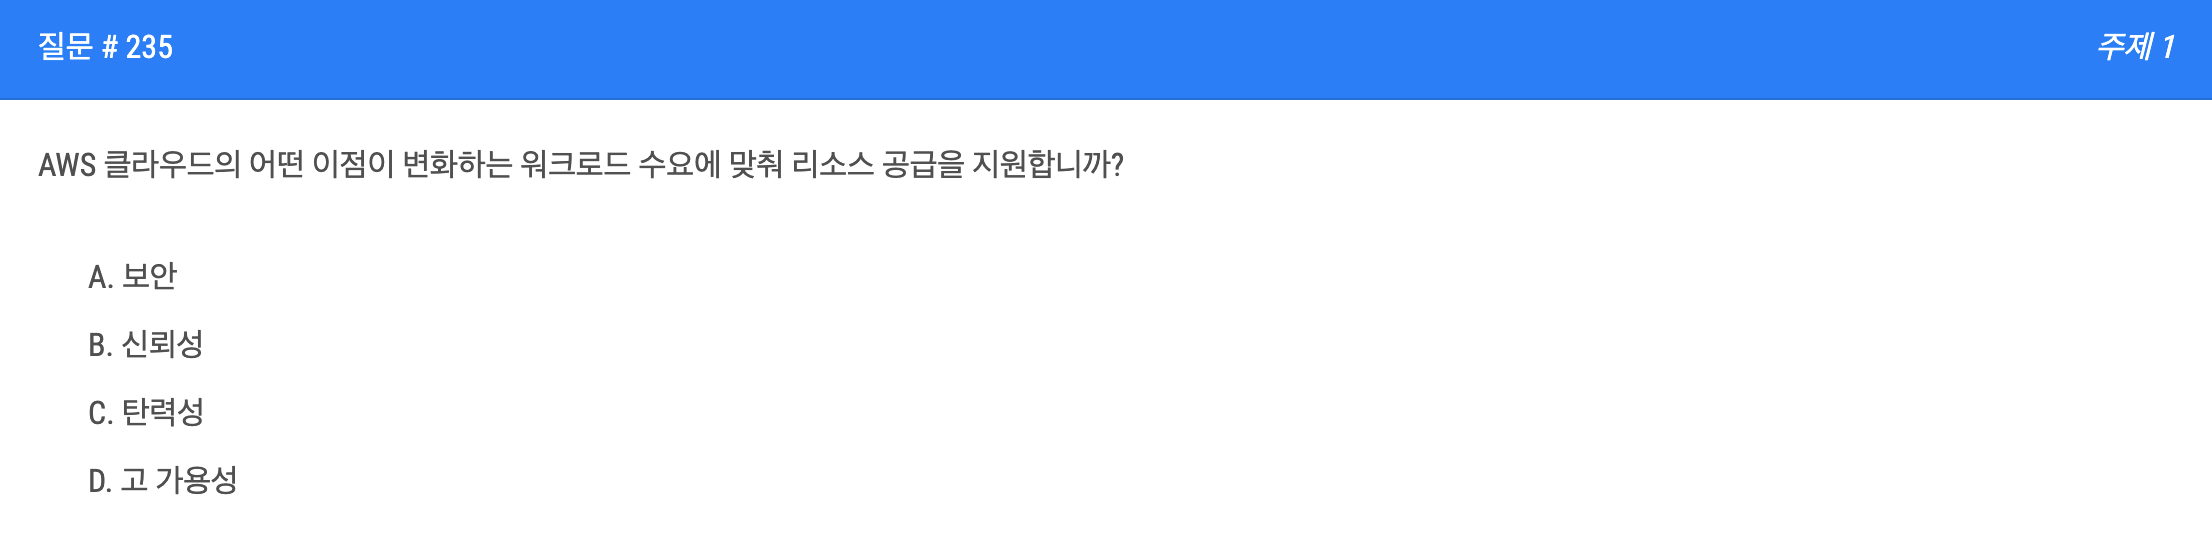 질문 # 235
주제 1
AWS 클라우드의 어떤 이점이 변화하는 워크로드 수요에 맞춰 리소스 공급을 지원합니까?
A. 보안
B. 신뢰성
C. 탄력성
D. 고 가용성